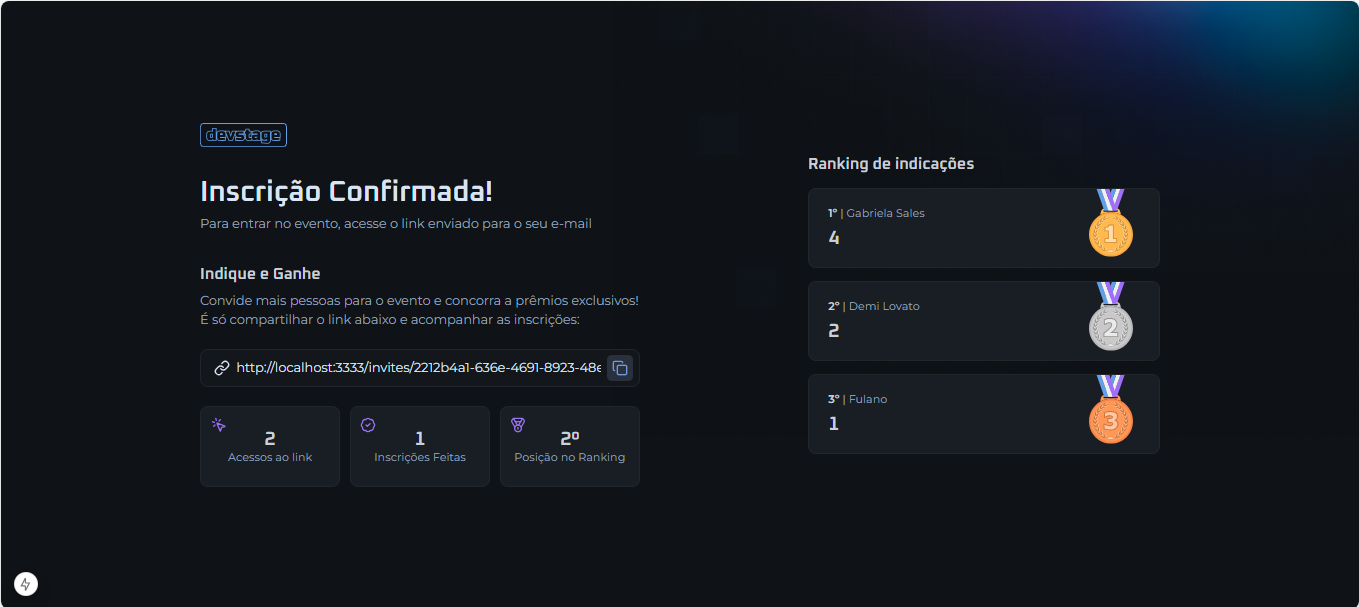 devstage
Inscrição Confirmada!
Para entrar no evento, acesse o link enviado para o seu e-mail
Indique e Ganhe
Convide mais pessoas para o evento e concorra a prêmios exclusivos!
É só compartilhar o link abaixo e acompanhar as inscrições:
http://localhost:3333/invites/2212b4a1-636e-4691-8923-48e
2
Acessos ao link
1
Inscrições Feitas
2º
Posição no Ranking
Ranking de indicações
1º | Gabriela Sales
4
1
2º | Demi Lovato
2
2
3º | Fulano
1
3